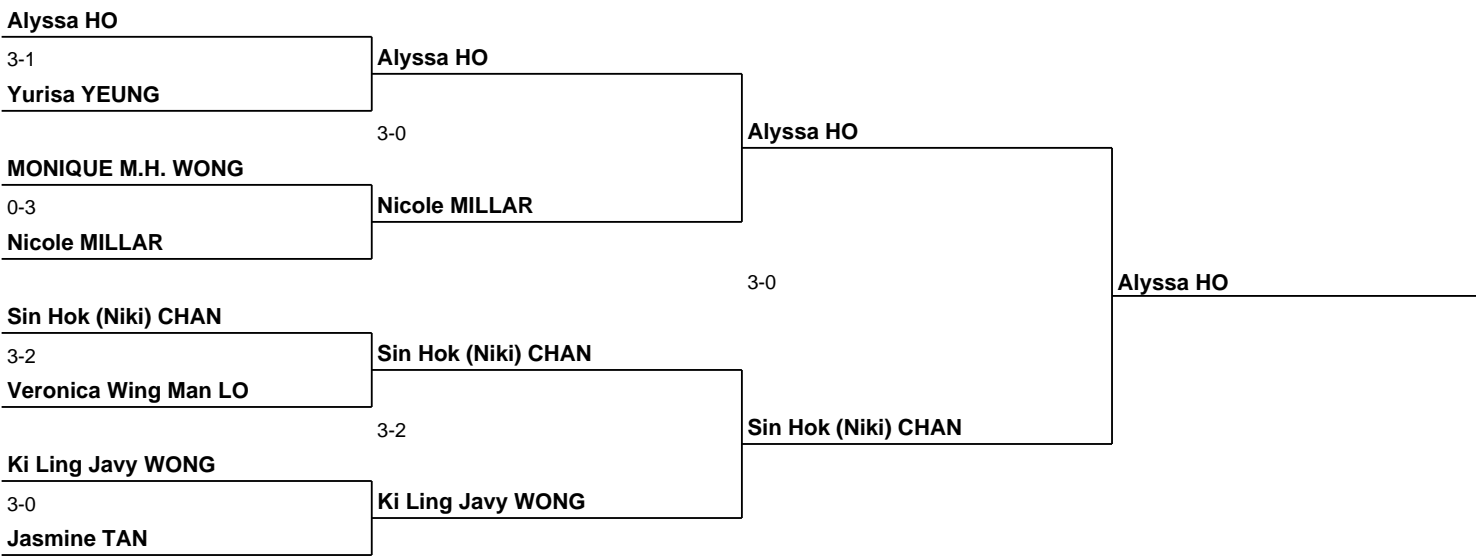 Alyssa HO
3-1
Alyssa HO
Yurisa YEUNG
3-0
Alyssa HO
MONIQUE M.H. WONG
0-3
Nicole MILLAR
Nicole MILLAR
3-0
Alyssa HO
Sin Hok (Niki) CHAN
3-2
Sin Hok (Niki) CHAN
Veronica Wing Man LO
3-2
Sin Hok (Niki) CHAN
Ki Ling Javy WONG
3-0
Ki Ling Javy WONG
Jasmine TAN